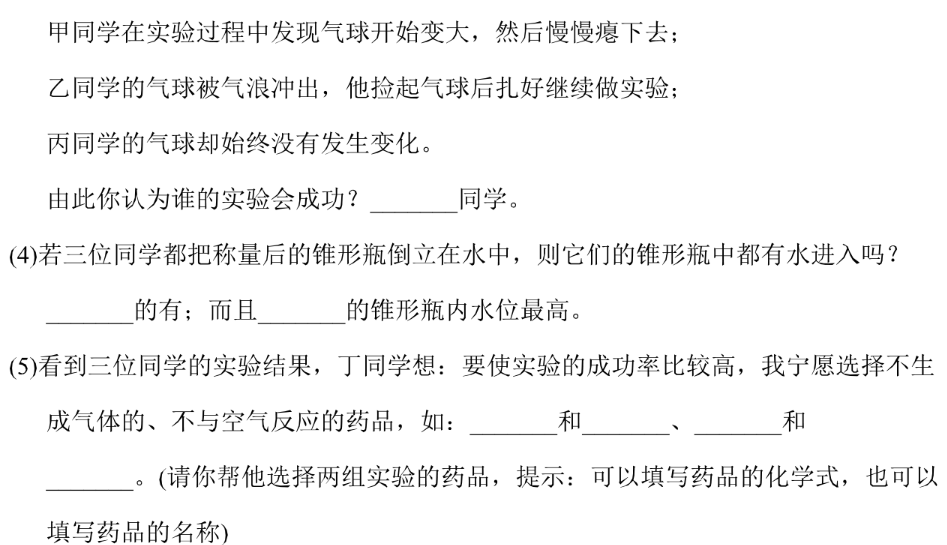 甲同学在实验过程中发现气球开始变大，然后慢慢瘪下去；
乙同学的气球被气浪冲出，他捡起气球后扎好继续做实验；
丙同学的气球却始终没有发生变化。
由此你认为谁的实验会成功？_______同学。
(4)若三位同学都把称量后的锥形瓶倒立在水中，则它们的锥形瓶中都有水进入吗？
_______的有；而且_______的锥形瓶内水位最高。
(5)看到三位同学的实验结果，丁同学想：要使实验的成功率比较高，我宁愿选择不生
成气体的、不与空气反应的药品，如：_______和_______、_______和
_______。(请你帮他选择两组实验的药品，提示：可以填写药品的化学式，也可以
填写药品的名称)